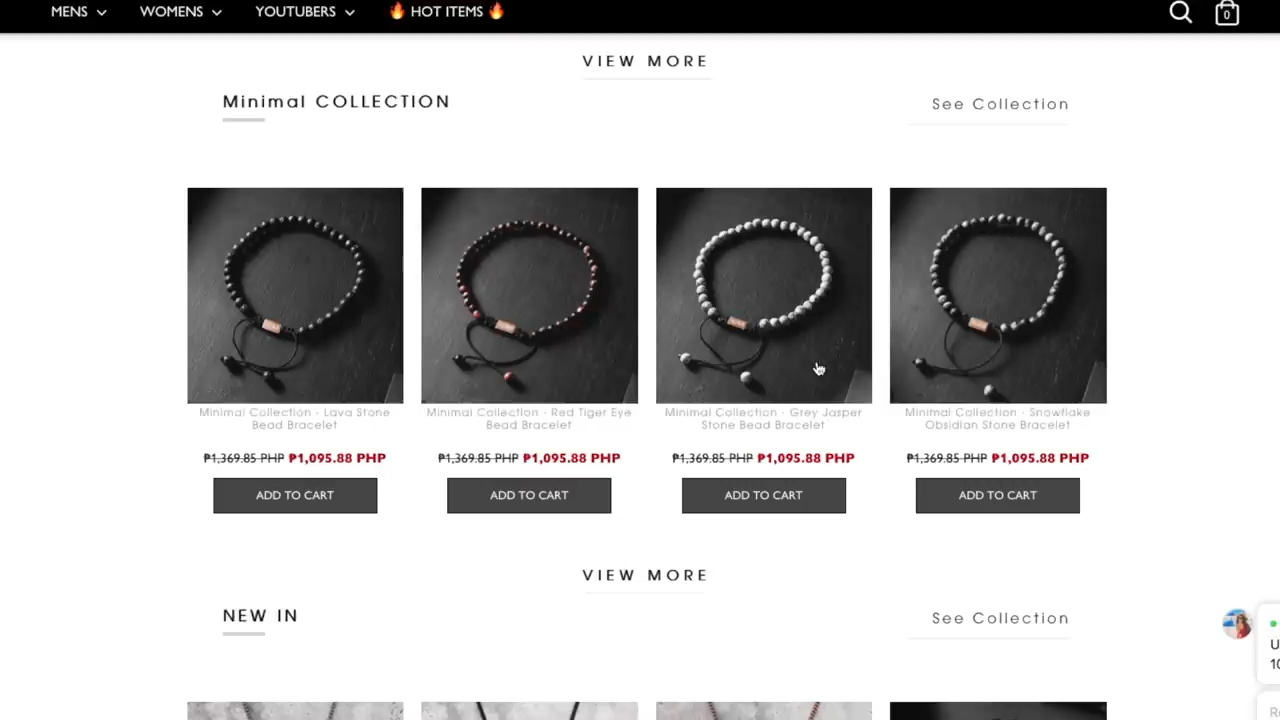 MENS
WOMENS
YOUTUBERS
🔥 HOT ITEMS 🔥
0
VIEW MORE
Minimal COLLECTION
See Collection
Minimal Collection - Lava Stone
Bead Bracelet
₱1,369.85 PHP ₱1,095.88 PHP
ADD TO CART
Minimal Collection - Red Tiger Eye
Bead Bracelet
₱1,369.85 PHP ₱1,095.88 PHP
ADD TO CART
Minimal Collection - Grey Jasper
Stone Bead Bracelet
₱1,369.85 PHP ₱1,095.88 PHP
ADD TO CART
Minimal Collection - Snowflake
Obsidian Stone Bracelet
₱1,369.85 PHP ₱1,095.88 PHP
ADD TO CART
VIEW MORE
NEW IN
See Collection